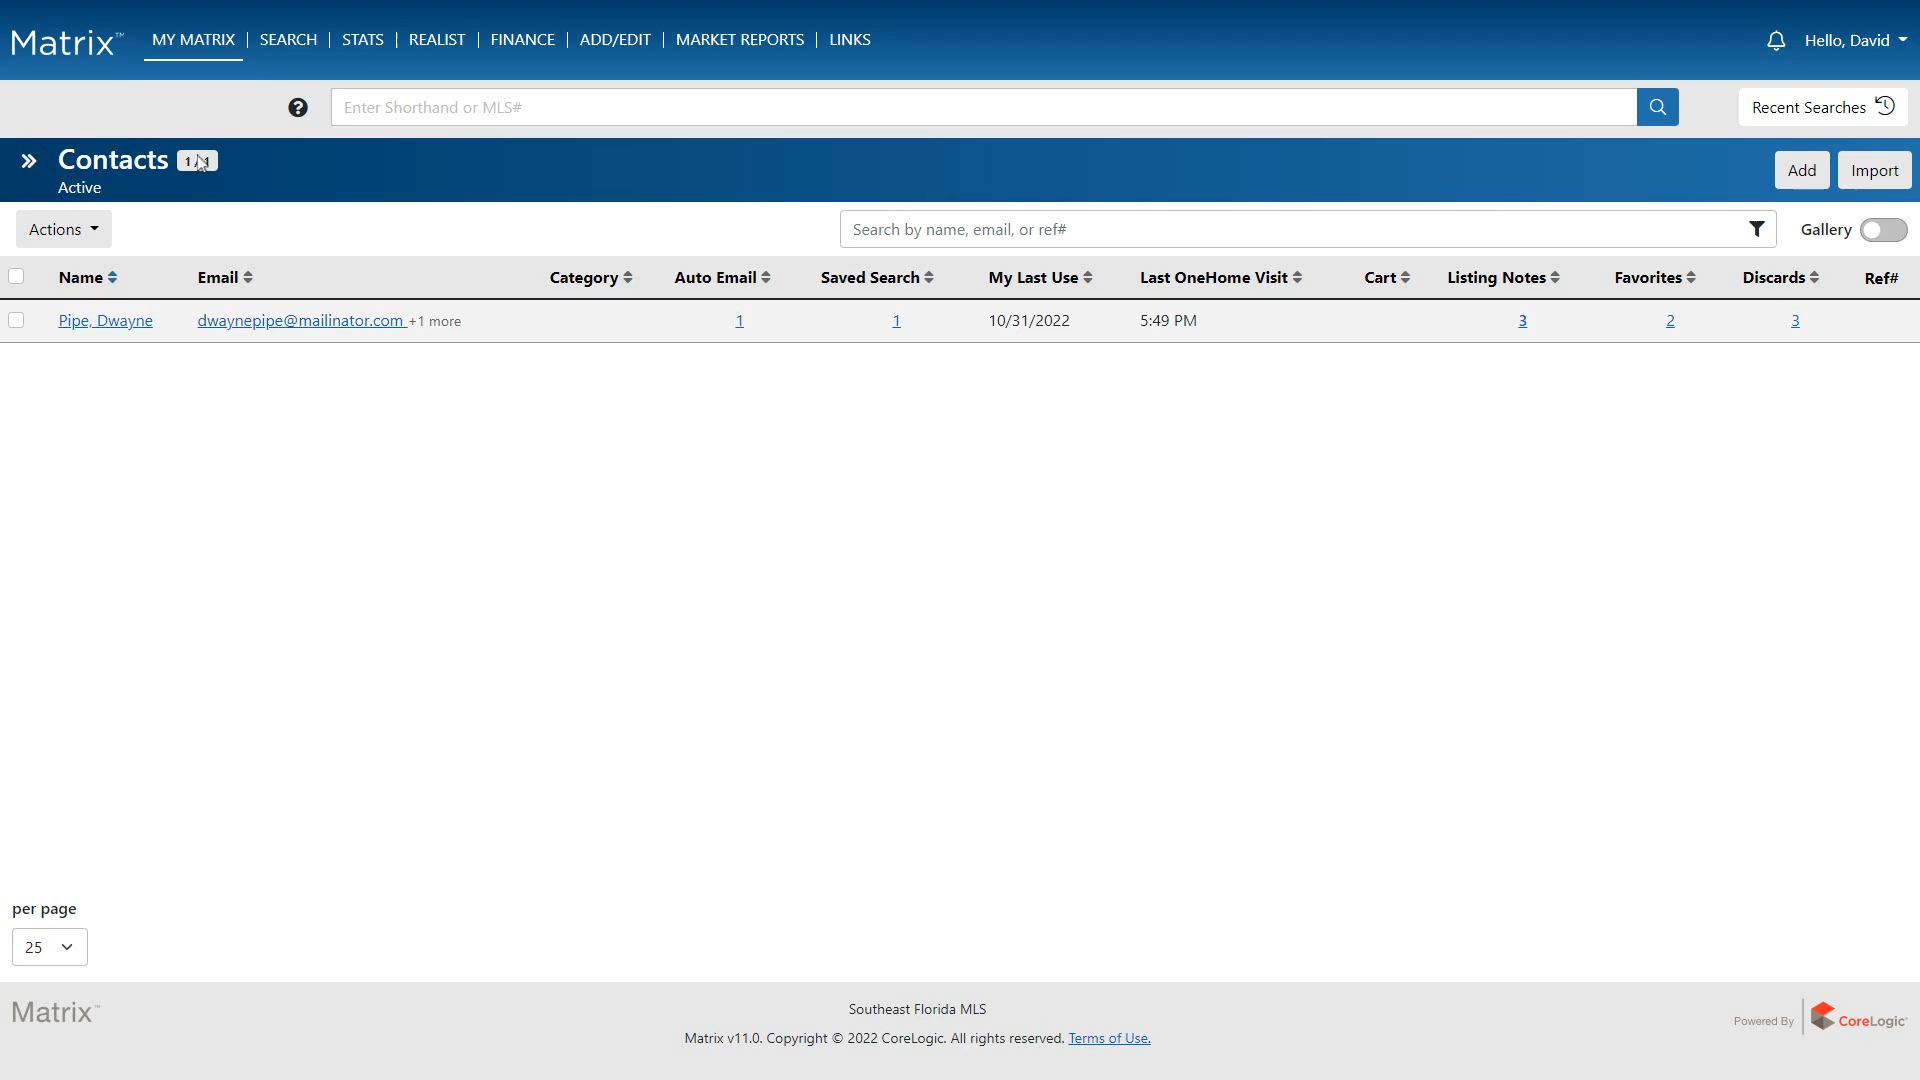 Matrix™ MY MATRIX SEARCH STATS REALIST FINANCE ADD/EDIT MARKET REPORTS LINKS Hello, David
Enter Shorthand or MLS# Recent Searches
Contacts 1 / 1
Active
Add Import
Actions Search by name, email, or ref# Gallery
Name Email Category Auto Email Saved Search My Last Use Last OneHome Visit Cart Listing Notes Favorites Discards Ref#
Pipe, Dwayne dwaynepipe@mailinator.com +1 more 1 1 10/31/2022 5:49 PM 3 2 3
per page
25
Matrix™ Southeast Florida MLS
Matrix v11.0. Copyright © 2022 CoreLogic. All rights reserved. Terms of Use.
Powered By CoreLogic